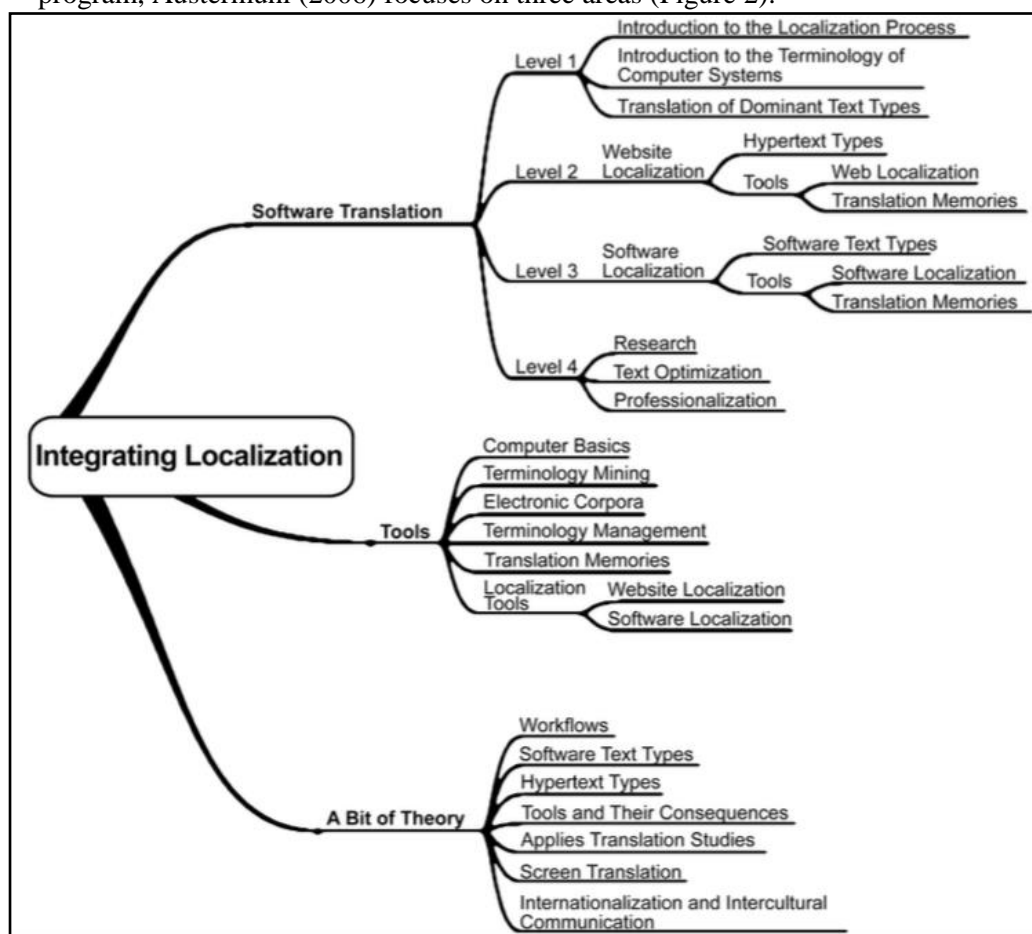 program, Austermuhl (2006) focuses on three areas (Figure 2).
Introduction to the Localization Process
Level 1
Introduction to the Terminology of
Computer Systems
Translation of Dominant Text Types
Hypertext Types
Level 2
Website
Localization
Tools
Web Localization
Translation Memories
Software Translation
Software Text Types
Level 3
Software
Localization
Tools
Software Localization
Translation Memories
Research
Level 4
Text Optimization
Professionalization
Integrating Localization
Computer Basics
Terminology Mining
Electronic Corpora
Tools
Terminology Management
Translation Memories
Localization
Tools
Website Localization
Software Localization
Workflows
Software Text Types
Hypertext Types
A Bit of Theory
Tools and Their Consequences
Applies Translation Studies
Screen Translation
Internationalization and Intercultural
Communication